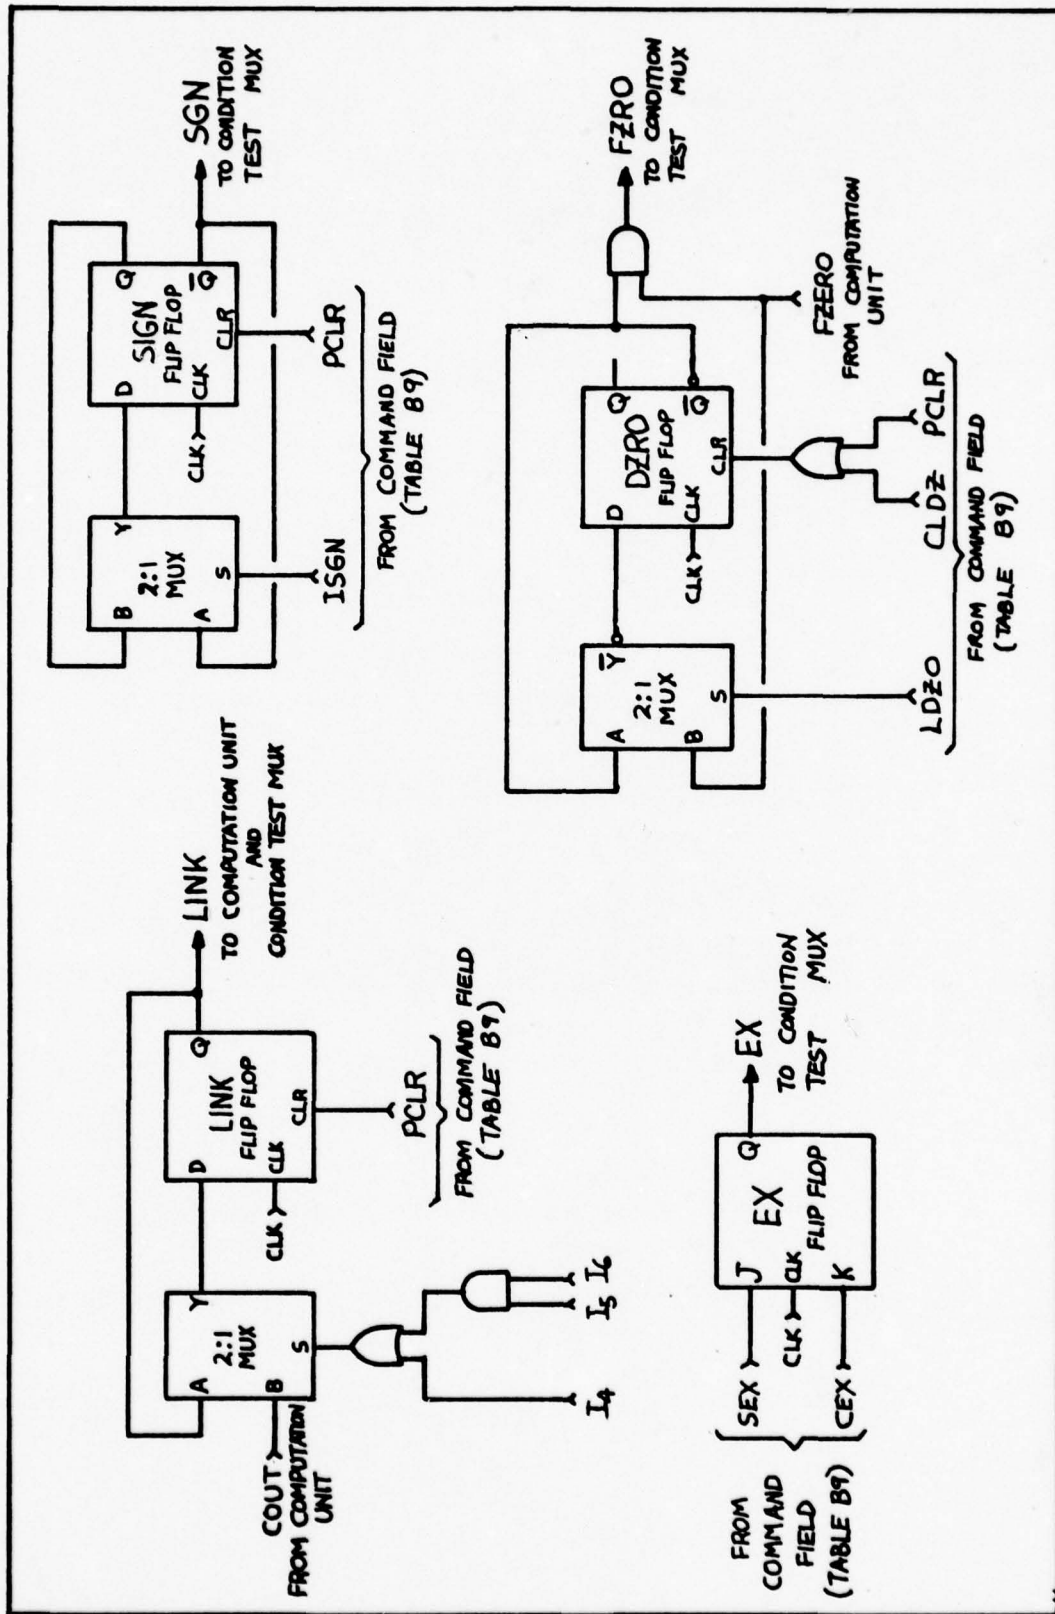 COUT
FROM COMPUTATION
UNIT
A
B
2:1
MUX
Y
S
I4
I5
I6
D
LINK
FLIP FLOP
Q
CLK
CLK
CLR
LINK
TO COMPUTATION UNIT
AND
CONDITION TEST MUX
PCLR
FROM COMMAND FIELD
(TABLE B9)
B
2:1
MUX
A
Y
S
ISGN
D
SIGN
FLIP FLOP
Q
Q̅
CLK
CLK
CLR
PCLR
FROM COMMAND FIELD
(TABLE B9)
SGN
TO CONDITION
TEST MUX
FROM
COMMAND
FIELD
(TABLE B9)
SEX
CLK
CEX
J
EX
Q
CLK
FLIP FLOP
K
EX
TO CONDITION
TEST MUX
A
2:1
MUX
B
Y̅
S
LDZO
D
DZRO
FLIP FLOP
Q
Q̅
CLK
CLK
CLR
CLDZ
PCLR
FROM COMMAND FIELD
(TABLE B9)
FZERO
FROM COMPUTATION
UNIT
FZRO
TO CONDITION
TEST MUX